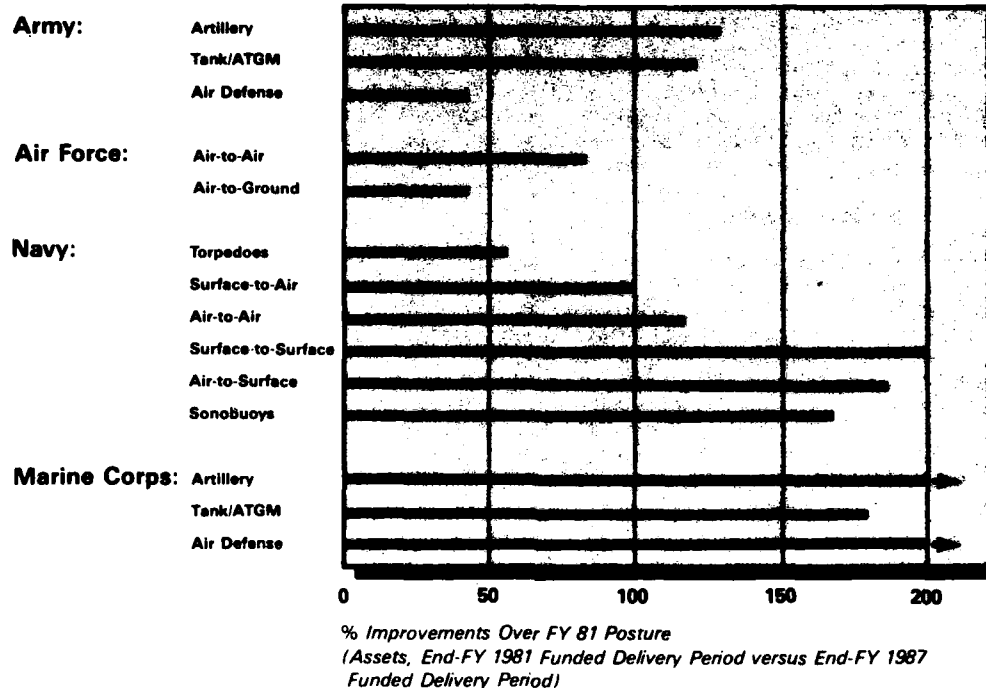 Army: Artillery
Tank/ATGM
Air Defense
Air Force: Air-to-Air
Air-to-Ground
Navy: Torpedoes
Surface-to-Air
Air-to-Air
Surface-to-Surface
Air-to-Surface
Sonobuoys
Marine Corps: Artillery
Tank/ATGM
Air Defense
0 50 100 150 200
% Improvements Over FY 81 Posture
(Assets, End-FY 1981 Funded Delivery Period versus End-FY 1987
Funded Delivery Period)